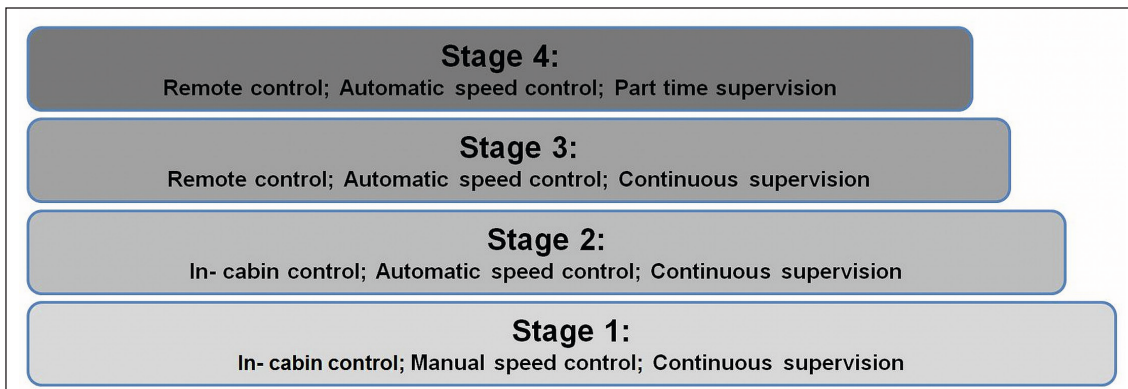 Stage 4:
Remote control; Automatic speed control; Part time supervision
Stage 3:
Remote control; Automatic speed control; Continuous supervision
Stage 2:
In- cabin control; Automatic speed control; Continuous supervision
Stage 1:
In- cabin control; Manual speed control; Continuous supervision